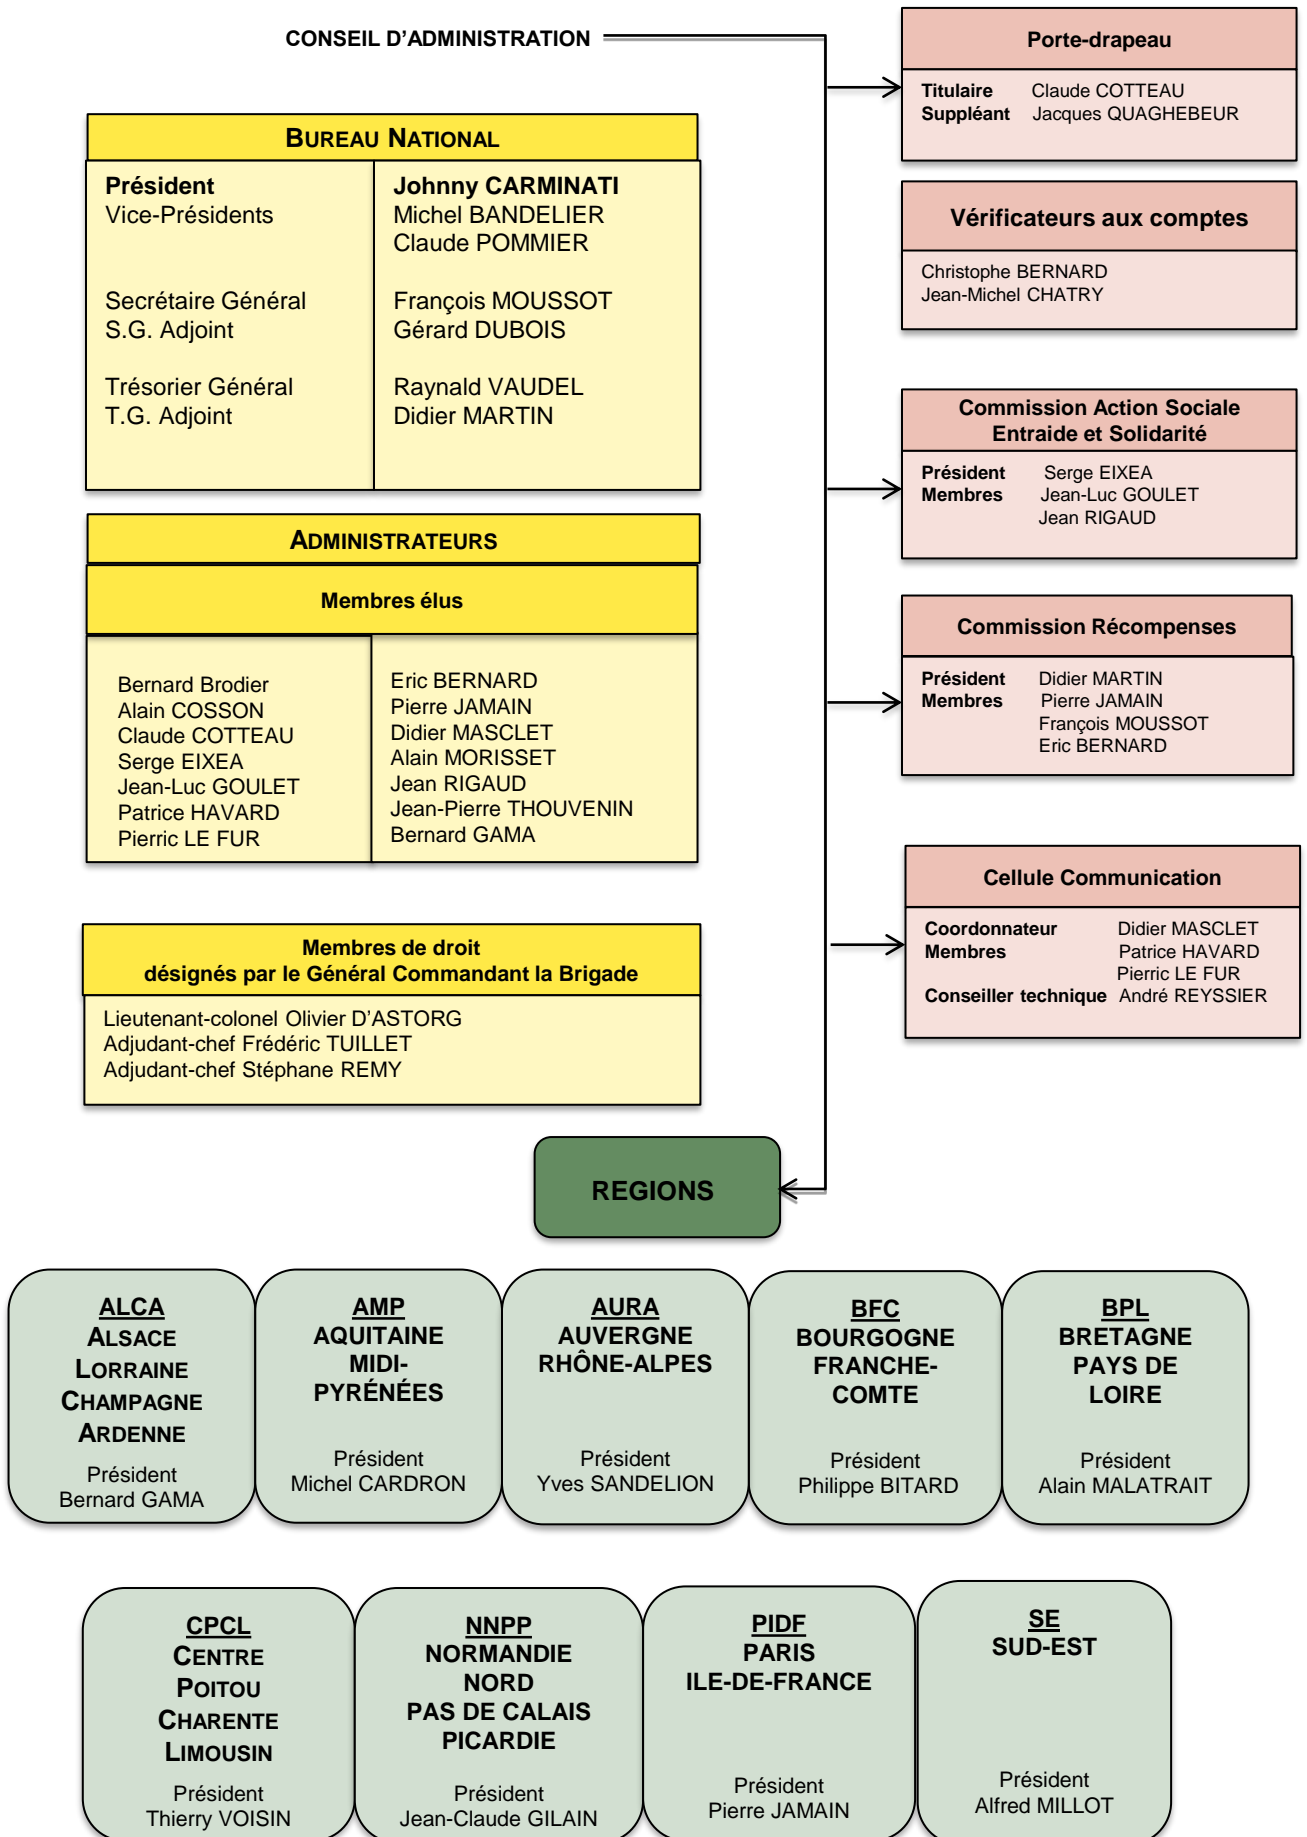 CONSEIL D'ADMINISTRATION
BUREAU NATIONAL
Président Johnny CARMINATI
Vice-Présidents Michel BANDELIER
Claude POMMIER
Secrétaire Général François MOUSSOT
S.G. Adjoint Gérard DUBOIS
Trésorier Général Raynald VAUDEL
T.G. Adjoint Didier MARTIN
ADMINISTRATEURS
Membres élus
Bernard Brodier
Alain COSSON
Claude COTTEAU
Serge EIXEA
Jean-Luc GOULET
Patrice HAVARD
Pierric LE FUR
Eric BERNARD
Pierre JAMAIN
Didier MASCLET
Alain MORISSET
Jean RIGAUD
Jean-Pierre THOUVENIN
Bernard GAMA
Membres de droit
désignés par le Général Commandant la Brigade
Lieutenant-colonel Olivier D'ASTORG
Adjudant-chef Frédéric TUILLET
Adjudant-chef Stéphane REMY
Porte-drapeau
Titulaire Claude COTTEAU
Suppléant Jacques QUAGHEBEUR
Vérificateurs aux comptes
Christophe BERNARD
Jean-Michel CHATRY
Commission Action Sociale
Entraide et Solidarité
Président Serge EIXEA
Membres Jean-Luc GOULET
Jean RIGAUD
Commission Récompenses
Président Didier MARTIN
Membres Pierre JAMAIN
François MOUSSOT
Eric BERNARD
Cellule Communication
Coordonnateur Didier MASCLET
Membres Patrice HAVARD
Pierric LE FUR
Conseiller technique André REYSSIER
REGIONS
ALCA
ALSACE
LORRAINE
CHAMPAGNE
ARDENNE
Président
Bernard GAMA
AMP
AQUITAINE
MIDI-
PYRÉNÉES
Président
Michel CARDRON
AURA
AUVERGNE
RHÔNE-ALPES
Président
Yves SANDELION
BFC
BOURGOGNE
FRANCHE-
COMTE
Président
Philippe BITARD
BPL
BRETAGNE
PAYS DE
LOIRE
Président
Alain MALATRAIT
CPCL
CENTRE
POITOU
CHARENTE
LIMOUSIN
Président
Thierry VOISIN
NNPP
NORMANDIE
NORD
PAS DE CALAIS
PICARDIE
Président
Jean-Claude GILAIN
PIDF
PARIS
ILE-DE-FRANCE
Président
Pierre JAMAIN
SE
SUD-EST
Président
Alfred MILLOT